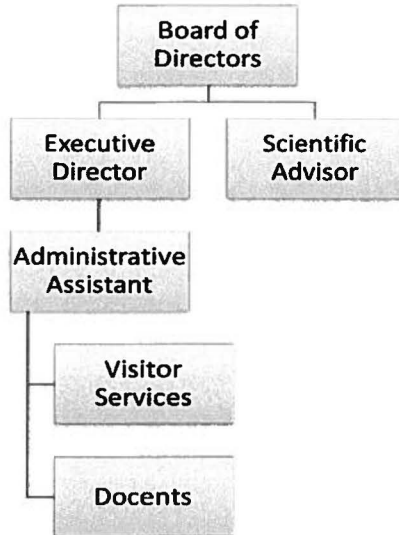 Board of
Directors
Executive
Director
Scientific
Advisor
Administrative
Assistant
Visitor
Services
Docents